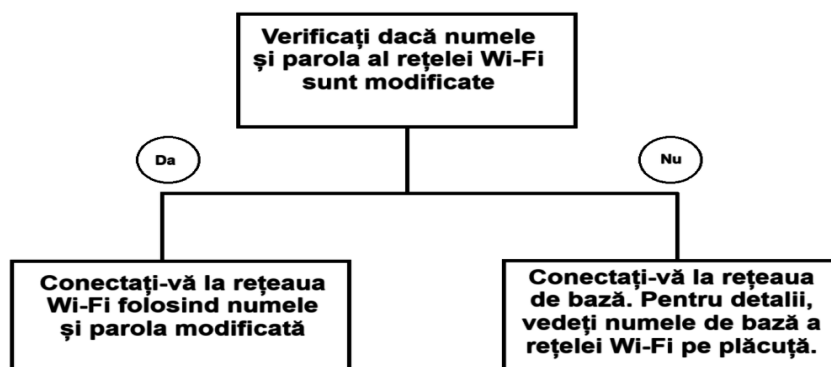 Verificați dacă numele
și parola al rețelei Wi-Fi
sunt modificate
Da
Nu
Conectați-vă la rețeaua
Wi-Fi folosind numele
și parola modificată
Conectați-vă la rețeaua
de bază. Pentru detalii,
vedeți numele de bază a
rețelei Wi-Fi pe plăcuță.